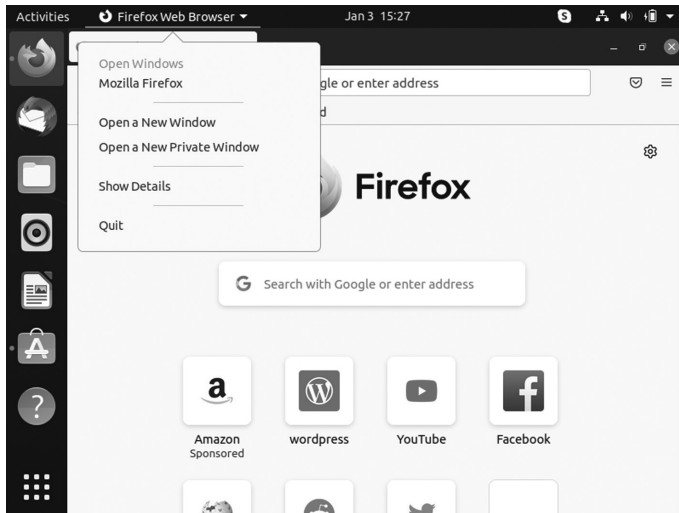 Activities
Firefox Web Browser
Jan 3 15:27
S
Open Windows
Mozilla Firefox
gle or enter address
Open a New Window
d
Open a New Private Window
Show Details
Quit
Firefox
G Search with Google or enter address
a
W
f
Amazon
Sponsored
wordpress
YouTube
Facebook
A
?